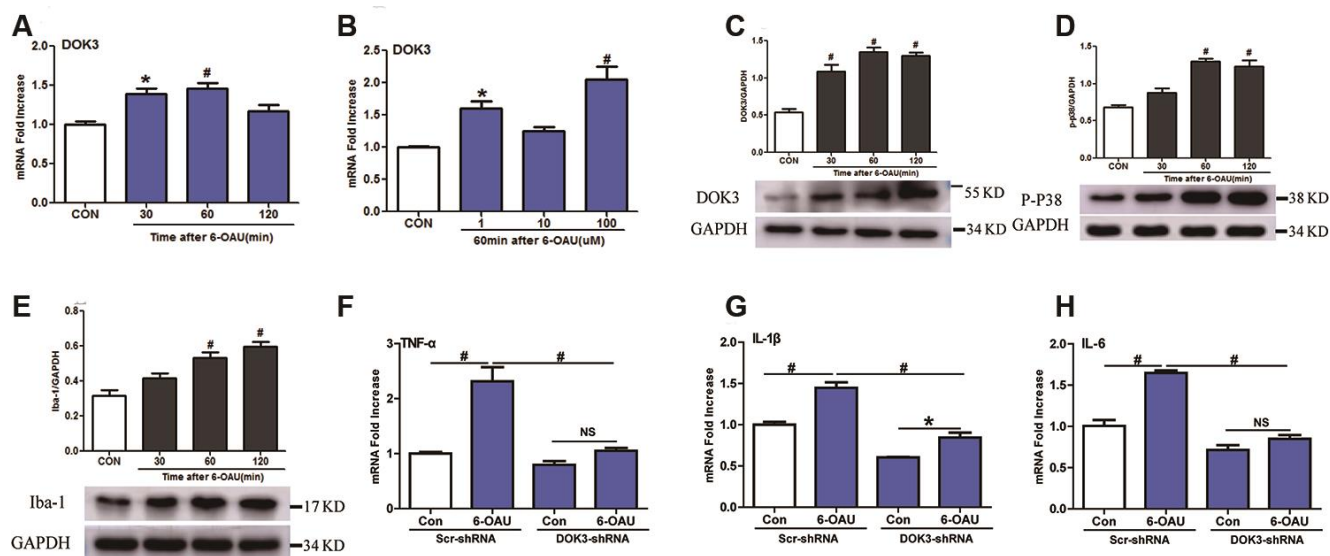 A
DOK3
mRNA Fold Increase
2.0
1.5
1.0
0.5
0.0
*
#
CON
30
60
120
Time after 6-OAU(min)
B
DOK3
mRNA Fold Increase
2.5
2.0
1.5
1.0
0.5
0.0
*
#
CON
1
10
100
60min after 6-OAU(uM)
C
DOK3/GAPDH
2.0
1.5
1.0
0.5
0.0
#
#
#
CON
30
60
120
Time after 6-OAU(min)
DOK3
55 KD
GAPDH
34 KD
D
p-p38/GAPDH
2.0
1.5
1.0
0.5
0.0
#
#
CON
30
60
120
Time after 6-OAU(min)
P-P38
38 KD
GAPDH
34 KD
E
Iba-1/GAPDH
0.8
0.6
0.4
0.2
0.0
#
#
CON
30
60
120
Time after 6-OAU(min)
Iba-1
17 KD
GAPDH
34 KD
F
TNF-α
mRNA Fold Increase
3
2
1
0
#
#
NS
Con 6-OAU Con 6-OAU
Scr-shRNA DOK3-shRNA
G
IL-1β
mRNA Fold Increase
2.0
1.5
1.0
0.5
0.0
#
#
*
Con 6-OAU Con 6-OAU
Scr-shRNA DOK3-shRNA
H
IL-6
mRNA Fold Increase
2.0
1.5
1.0
0.5
0.0
#
#
NS
Con 6-OAU Con 6-OAU
Scr-shRNA DOK3-shRNA